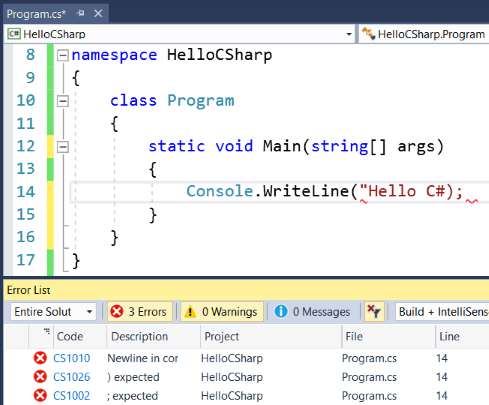 Program.cs*
C# HelloCSharp HelloCSharp.Program
8 namespace HelloCSharp
9 {
10 class Program
11 {
12 static void Main(string[] args)
13 {
14 Console.WriteLine("Hello C#);
15 }
16 }
17 }
Error List
Entire Solut 3 Errors 0 Warnings 0 Messages Build + IntelliSens
Code Description Project File Line
CS1010 Newline in cor HelloCSharp Program.cs 14
CS1026 ) expected HelloCSharp Program.cs 14
CS1002 ; expected HelloCSharp Program.cs 14